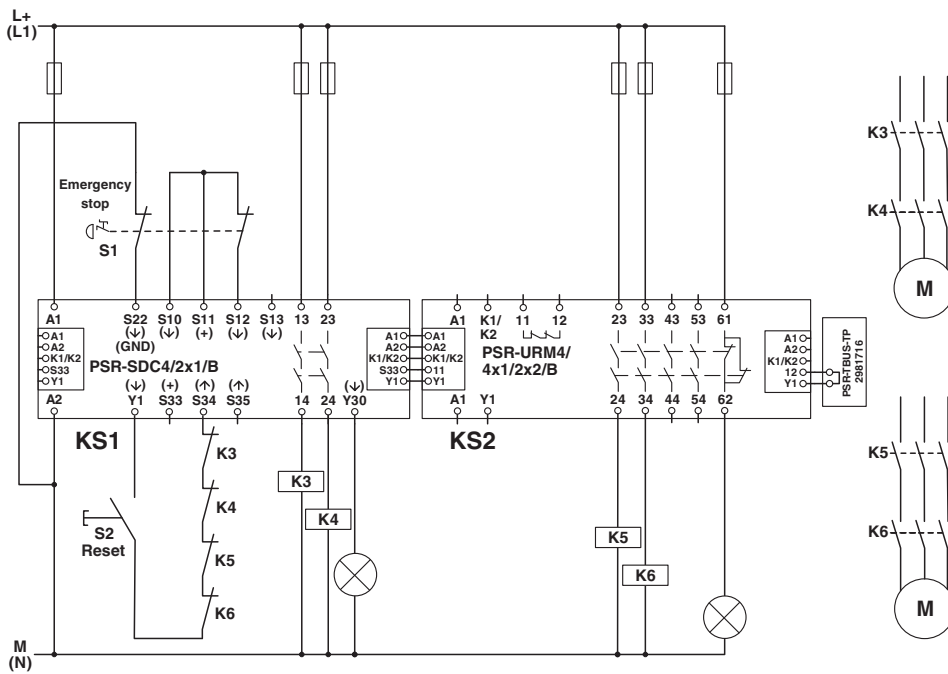 L+
(L1)
Emergency
stop
S1
K3
K4
M
A1
S22
(↓)
(GND)
S10
(↓)
S11
(+)
S12
(↓)
S13
(↓)
13
23
A1
A2
K1/K2
S33
Y1
PSR-SDC4/2x1/B
A1
A2
K1/K2
S33
Y1
A1
A2
K1/K2
11
Y1
A1
K1/
K2
11
12
PSR-URM4/
4x1/2x2/B
23
33
43
53
61
A1
A2
K1/K2
12
Y1
PSR-TBUS-TP
2981716
A2
(↓)
Y1
(+)
S33
(↑)
S34
(↑)
S35
14
24
(↓)
Y30
A1
Y1
24
34
44
54
62
KS1
KS2
K3
K4
K5
K6
S2
Reset
K3
K4
K5
K6
K5
K6
M
M
(N)